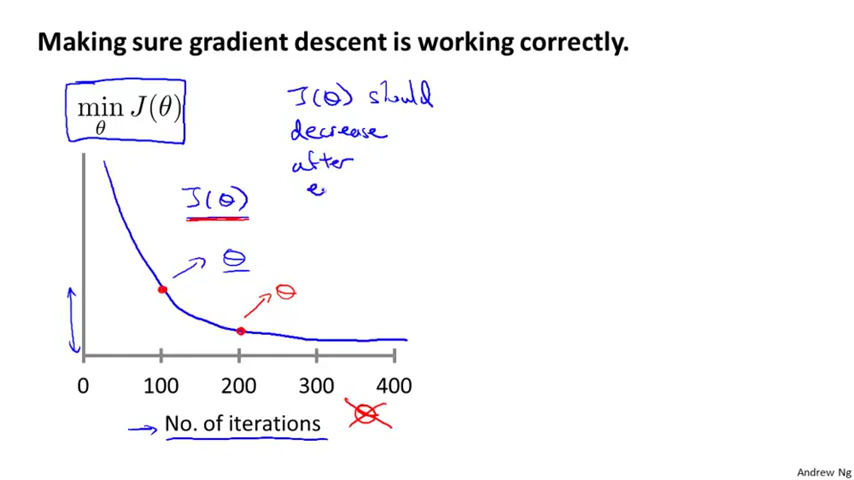 Making sure gradient descent is working correctly.
min J(θ)
θ
J(θ) should
decrease
after
e
J(θ)
θ
θ
0 100 200 300 400
No. of iterations
θ
Andrew Ng